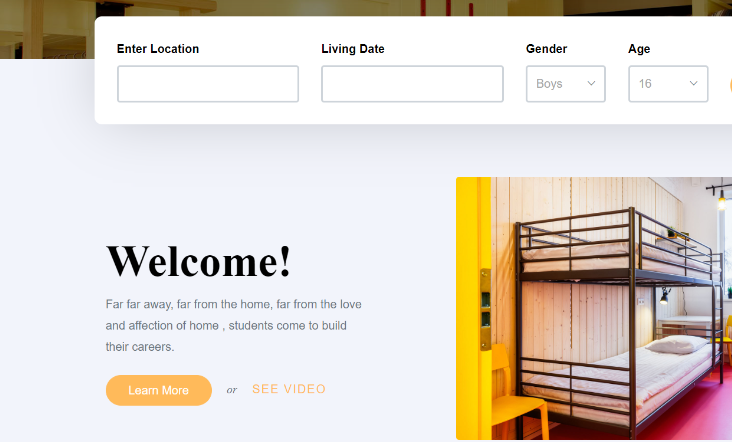 Enter Location Living Date Gender Age
Boys 16
Welcome!
Far far away, far from the home, far from the love
and affection of home , students come to build
their careers.
Learn More or SEE VIDEO